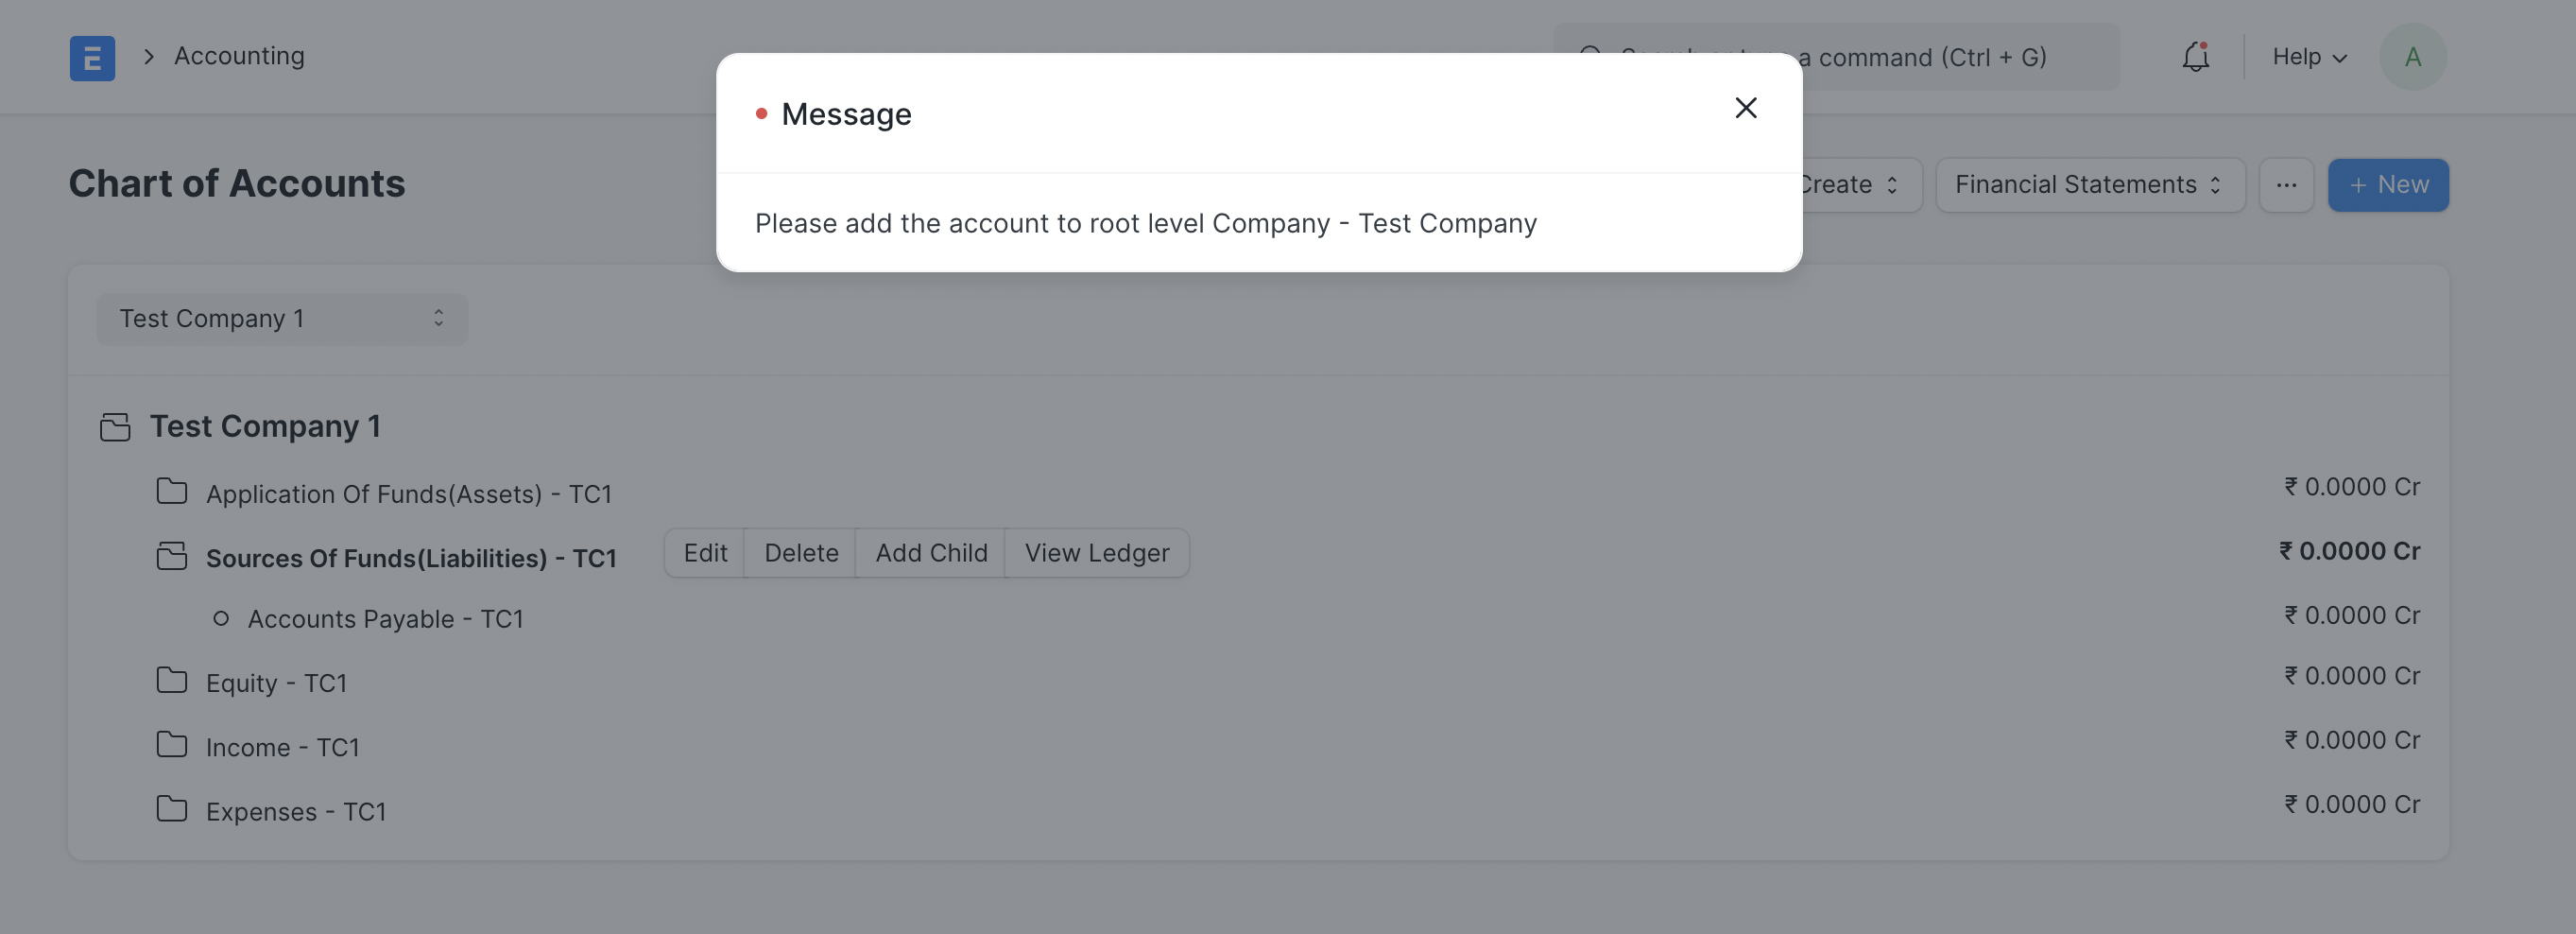 Accounting
a command (Ctrl + G)
Help
A
Message
Please add the account to root level Company - Test Company
Chart of Accounts
Create
Financial Statements
...
+ New
Test Company 1
Test Company 1
Application Of Funds(Assets) - TC1
₹ 0.0000 Cr
Sources Of Funds(Liabilities) - TC1
Edit
Delete
Add Child
View Ledger
₹ 0.0000 Cr
Accounts Payable - TC1
₹ 0.0000 Cr
Equity - TC1
₹ 0.0000 Cr
Income - TC1
₹ 0.0000 Cr
Expenses - TC1
₹ 0.0000 Cr